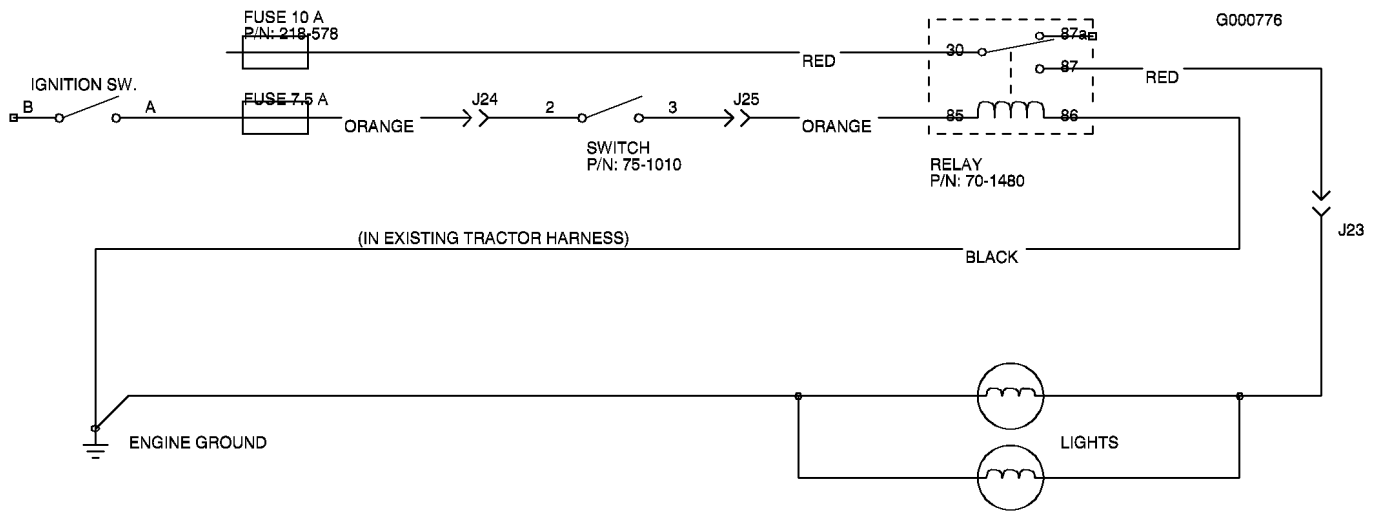 FUSE 10 A
P/N: 218-578
G000776
87a
30
RED
87
RED
IGNITION SW.
B
A
FUSE 7.5 A
ORANGE
J24
2
3
J25
ORANGE
85
86
SWITCH
P/N: 75-1010
RELAY
P/N: 70-1480
J23
(IN EXISTING TRACTOR HARNESS)
BLACK
ENGINE GROUND
LIGHTS